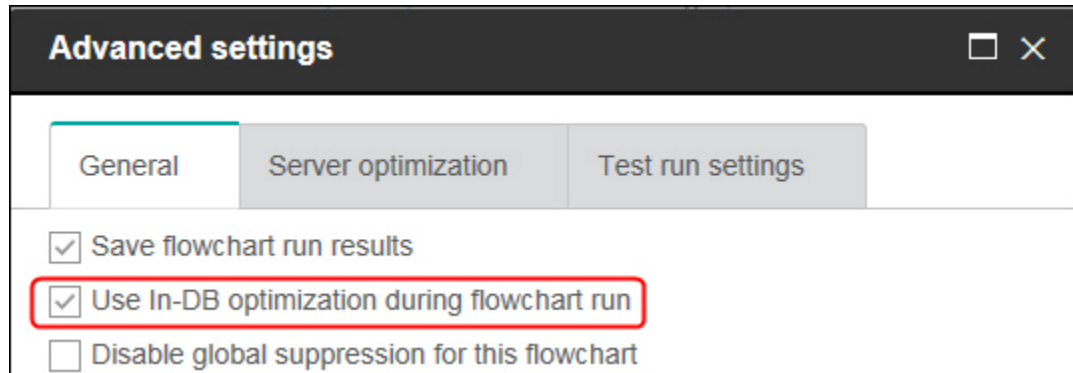 Advanced settings
General Server optimization Test run settings
Save flowchart run results
Use In-DB optimization during flowchart run
Disable global suppression for this flowchart